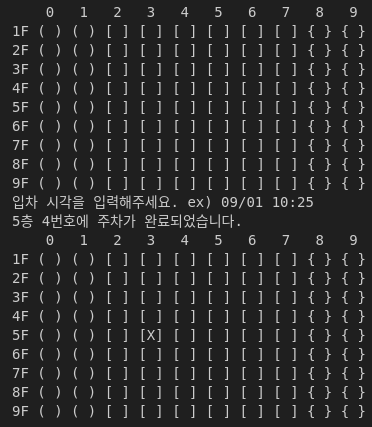 0 1 2 3 4 5 6 7 8 9
1F ( ) ( ) [ ] [ ] [ ] [ ] [ ] [ ] { } { }
2F ( ) ( ) [ ] [ ] [ ] [ ] [ ] [ ] { } { }
3F ( ) ( ) [ ] [ ] [ ] [ ] [ ] [ ] { } { }
4F ( ) ( ) [ ] [ ] [ ] [ ] [ ] [ ] { } { }
5F ( ) ( ) [ ] [ ] [ ] [ ] [ ] [ ] { } { }
6F ( ) ( ) [ ] [ ] [ ] [ ] [ ] [ ] { } { }
7F ( ) ( ) [ ] [ ] [ ] [ ] [ ] [ ] { } { }
8F ( ) ( ) [ ] [ ] [ ] [ ] [ ] [ ] { } { }
9F ( ) ( ) [ ] [ ] [ ] [ ] [ ] [ ] { } { }
입차 시각을 입력해주세요. ex) 09/01 10:25
5층 4번호에 주차가 완료되었습니다.
0 1 2 3 4 5 6 7 8 9
1F ( ) ( ) [ ] [ ] [ ] [ ] [ ] [ ] { } { }
2F ( ) ( ) [ ] [ ] [ ] [ ] [ ] [ ] { } { }
3F ( ) ( ) [ ] [ ] [ ] [ ] [ ] [ ] { } { }
4F ( ) ( ) [ ] [ ] [ ] [ ] [ ] [ ] { } { }
5F ( ) ( ) [ ] [X] [ ] [ ] [ ] [ ] { } { }
6F ( ) ( ) [ ] [ ] [ ] [ ] [ ] [ ] { } { }
7F ( ) ( ) [ ] [ ] [ ] [ ] [ ] [ ] { } { }
8F ( ) ( ) [ ] [ ] [ ] [ ] [ ] [ ] { } { }
9F ( ) ( ) [ ] [ ] [ ] [ ] [ ] [ ] { } { }